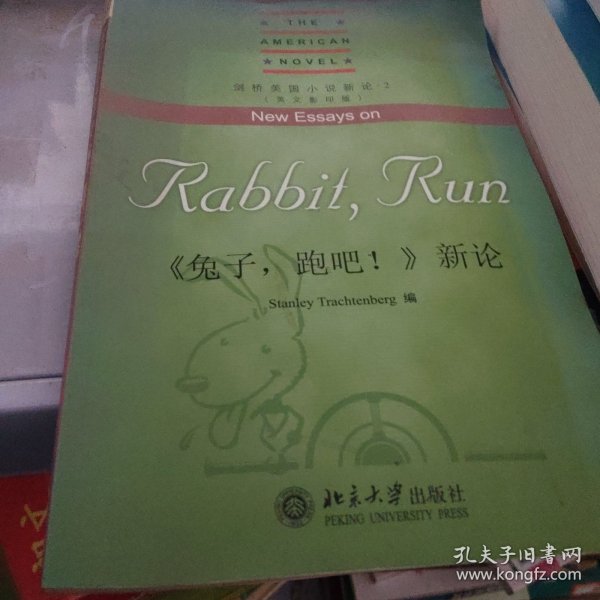 ★ THE ★
AMERICAN
★ NOVEL ★
剑桥美国小说新论·2
(英文影印版)
New Essays on
Rabbit, Run
《兔子，跑吧！》新论
Stanley Trachtenberg 编
北京大学出版社
PEKING UNIVERSITY PRESS
孔夫子旧书网
www.kongfz.com